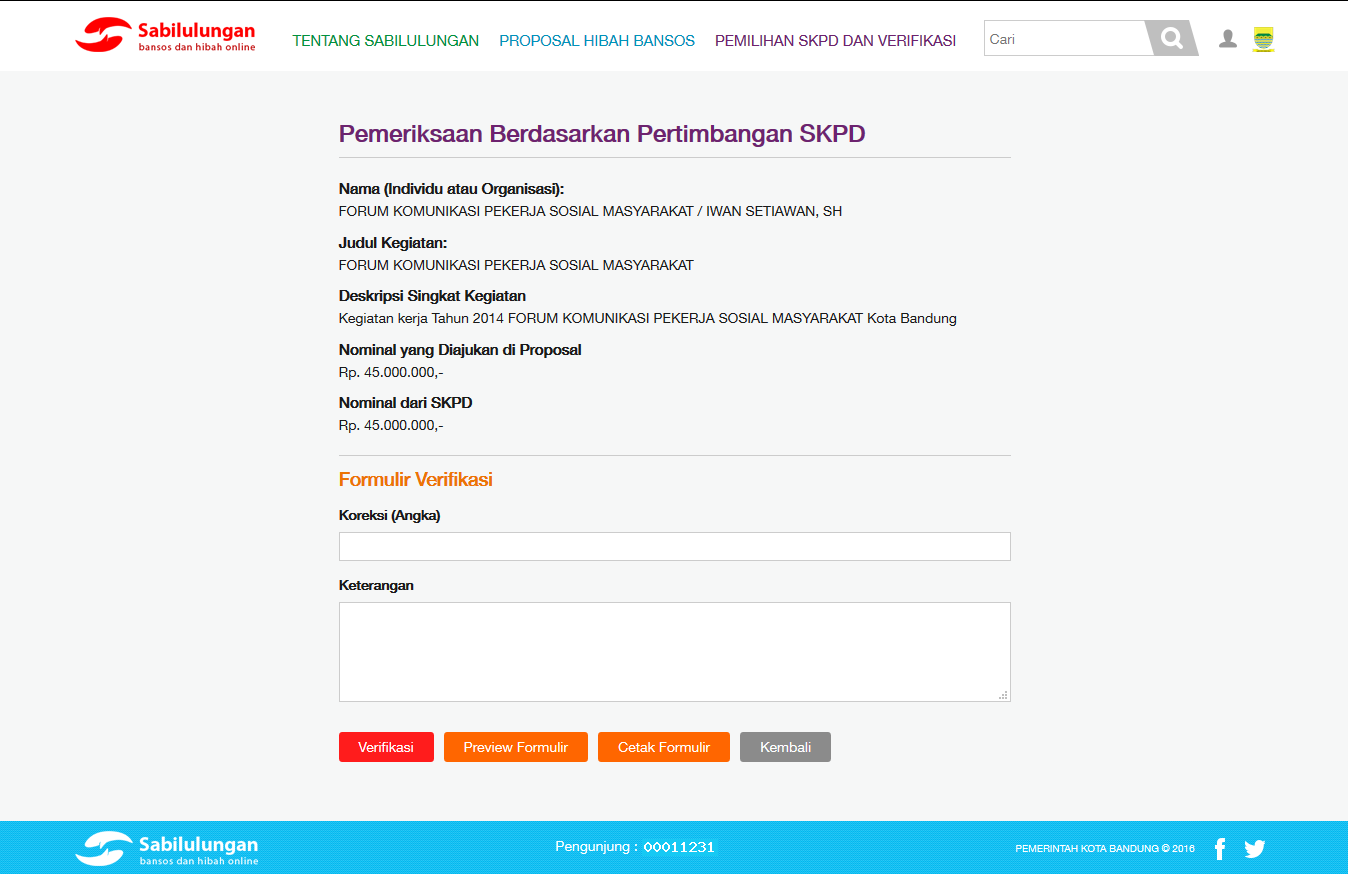 Sabilulungan
bansos dan hibah online
TENTANG SABILULUNGAN
PROPOSAL HIBAH BANSOS
PEMILIHAN SKPD DAN VERIFIKASI
Cari
Pemeriksaan Berdasarkan Pertimbangan SKPD
Nama (Individu atau Organisasi):
FORUM KOMUNIKASI PEKERJA SOSIAL MASYARAKAT / IWAN SETIAWAN, SH
Judul Kegiatan:
FORUM KOMUNIKASI PEKERJA SOSIAL MASYARAKAT
Deskripsi Singkat Kegiatan
Kegiatan kerja Tahun 2014 FORUM KOMUNIKASI PEKERJA SOSIAL MASYARAKAT Kota Bandung
Nominal yang Diajukan di Proposal
Rp. 45.000.000,-
Nominal dari SKPD
Rp. 45.000.000,-
Formulir Verifikasi
Koreksi (Angka)
Keterangan
Verifikasi
Preview Formulir
Cetak Formulir
Kembali
Sabilulungan
bansos dan hibah online
Pengunjung : 00011231
PEMERINTAH KOTA BANDUNG © 2016